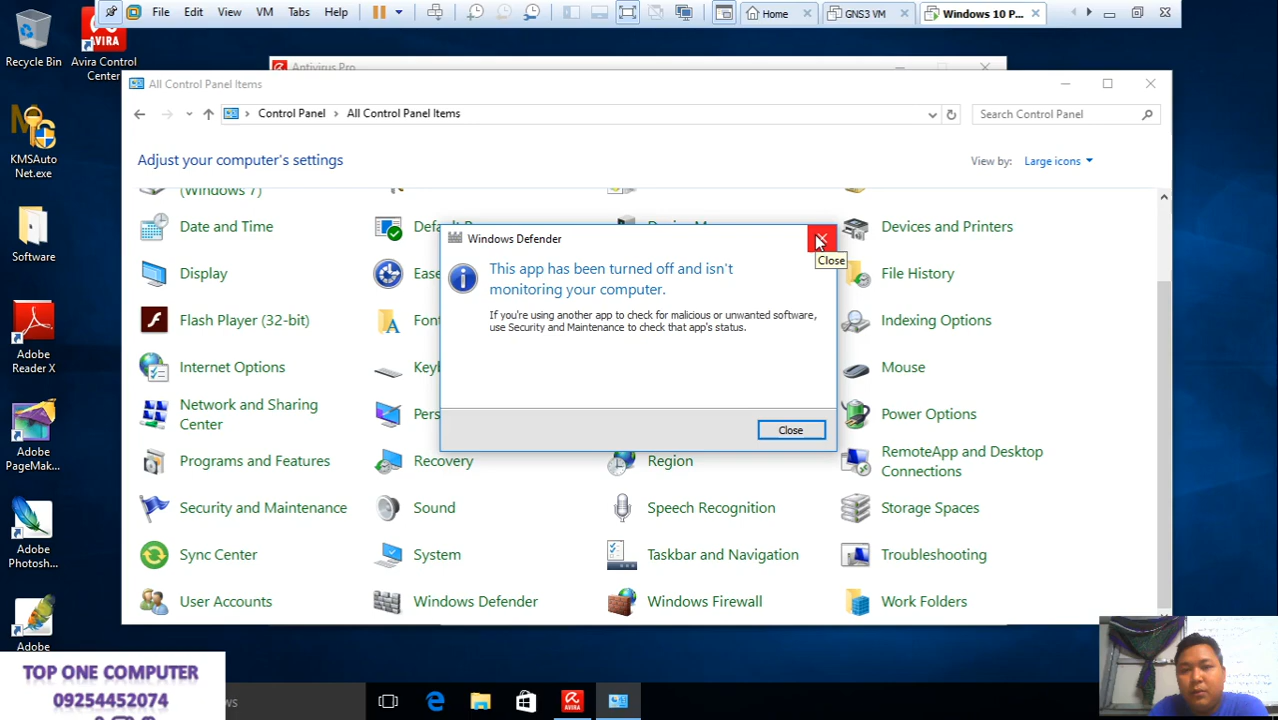 File Edit View VM Tabs Help
Home
GNS3 VM
Windows 10 P...
Recycle Bin
Avira Control
Center
KMSAuto
Net.exe
Software
Adobe
Reader X
Adobe
PageMak...
Adobe
Photosh...
Adobe
AVIRA
Antivirus Pro
All Control Panel Items
Control Panel > All Control Panel Items
Search Control Panel
Adjust your computer's settings
View by: Large icons
(Windows 7)
Date and Time
Devices and Printers
Display
File History
Flash Player (32-bit)
Indexing Options
Internet Options
Mouse
Network and Sharing
Center
Power Options
Programs and Features
Recovery
Region
RemoteApp and Desktop
Connections
Security and Maintenance
Sound
Speech Recognition
Storage Spaces
Sync Center
System
Taskbar and Navigation
Troubleshooting
User Accounts
Windows Defender
Windows Firewall
Work Folders
Windows Defender
Close
This app has been turned off and isn't
monitoring your computer.
If you're using another app to check for malicious or unwanted software,
use Security and Maintenance to check that app's status.
Close
TOP ONE COMPUTER
09254452074
AVIRA